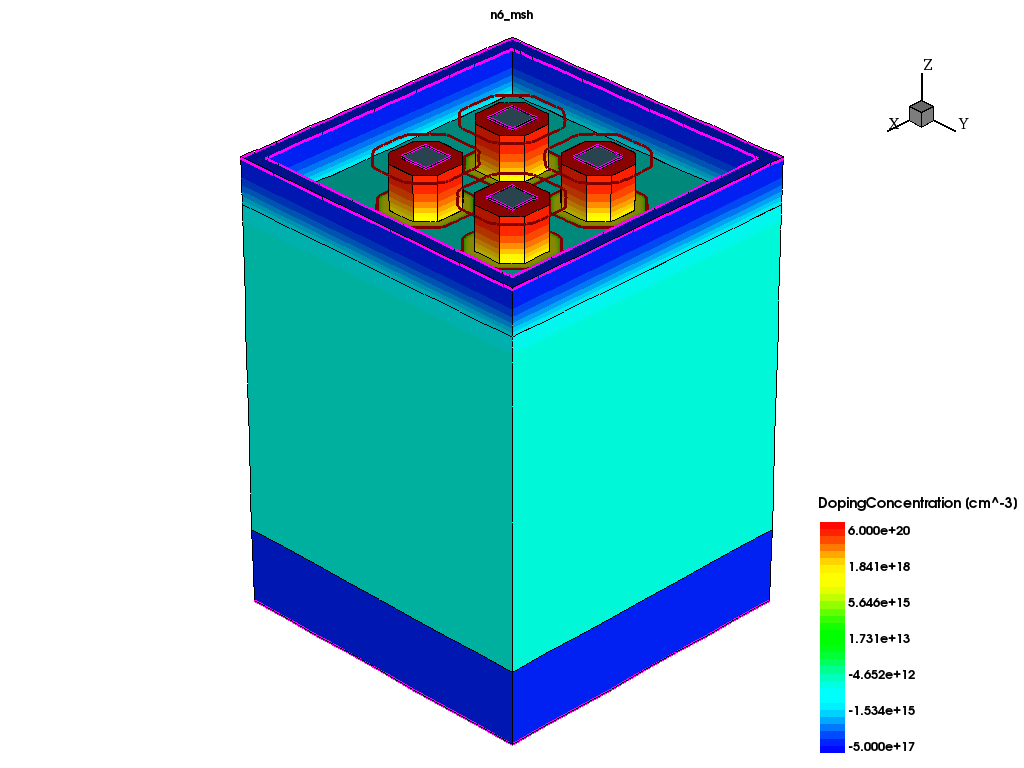 n6_msh
Z
X
Y
DopingConcentration (cm^-3)
6.000e+20
1.841e+18
5.646e+15
1.731e+13
-4.652e+12
-1.534e+15
-5.000e+17